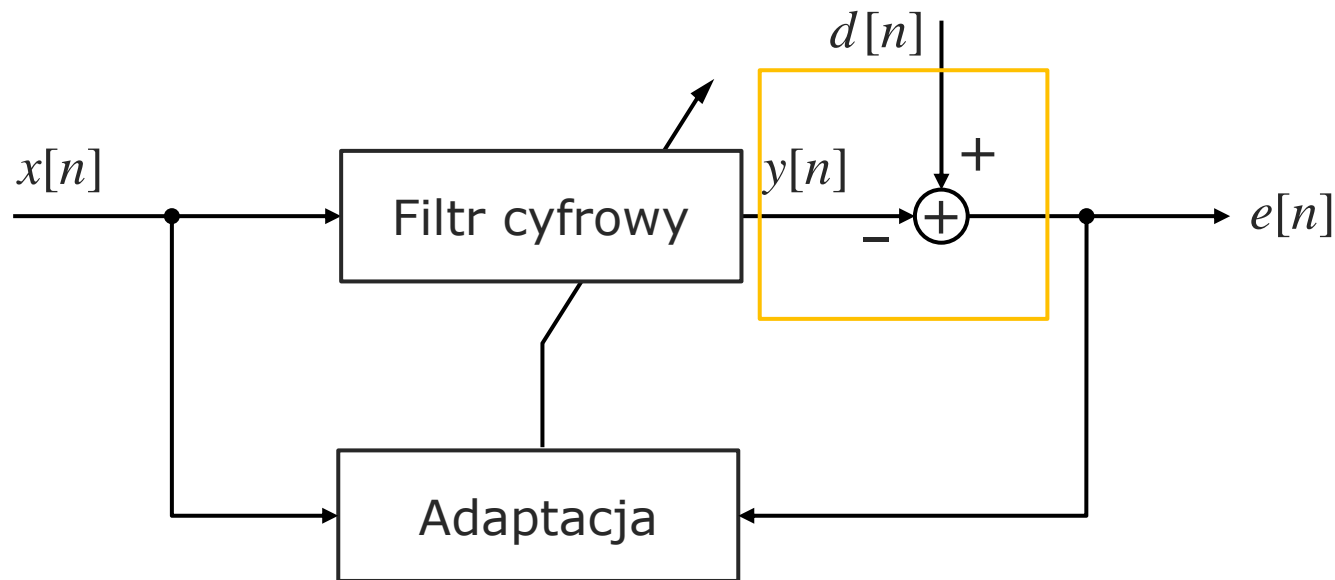 d[n]
x[n]
Filtr cyfrowy
y[n]
+
−
+
e[n]
Adaptacja